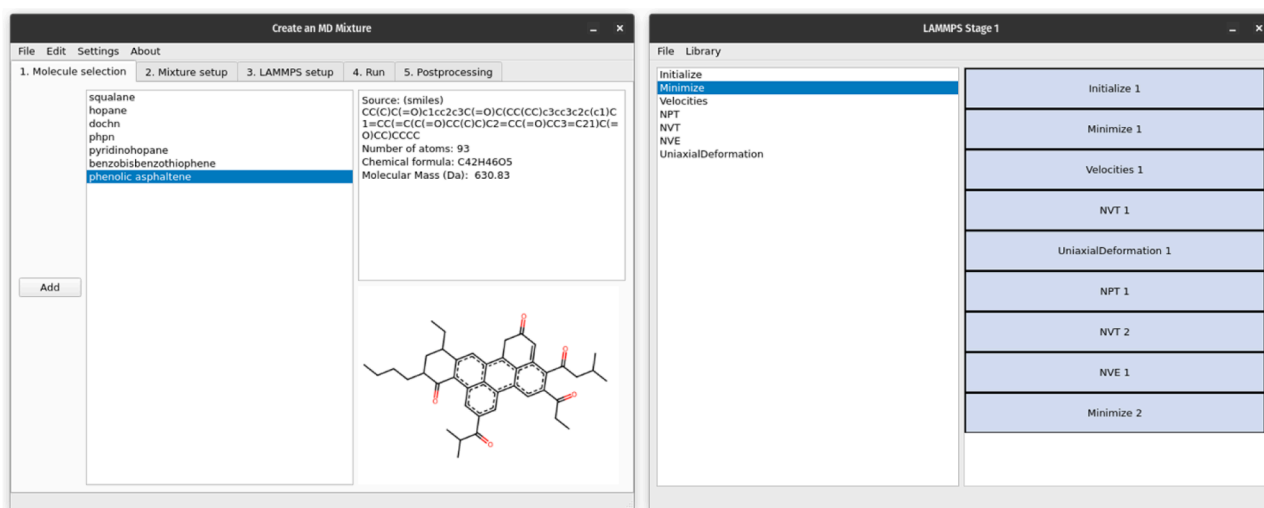 Create an MD Mixture
File Edit Settings About
1. Molecule selection 2. Mixture setup 3. LAMMPS setup 4. Run 5. Postprocessing
Add
squalane
hopane
dochn
phpn
pyridinohopane
benzobisbenzothiophene
phenolic asphaltene
Source: (smiles)
CC(C)C(=O)c1cc2c3C(=O)C(CC(CC)c3cc3c2c(c1)C
1=CC(=C(C(=O)CC(C)C)C2=CC(=O)CC3=C21)C(=
O)CC)CCCC
Number of atoms: 93
Chemical formula: C42H46O5
Molecular Mass (Da): 630.83
O
O
O
O
O
LAMMPS Stage 1
File Library
Initialize
Minimize
Velocities
NPT
NVT
NVE
UniaxialDeformation
Initialize 1
Minimize 1
Velocities 1
NVT 1
UniaxialDeformation 1
NPT 1
NVT 2
NVE 1
Minimize 2